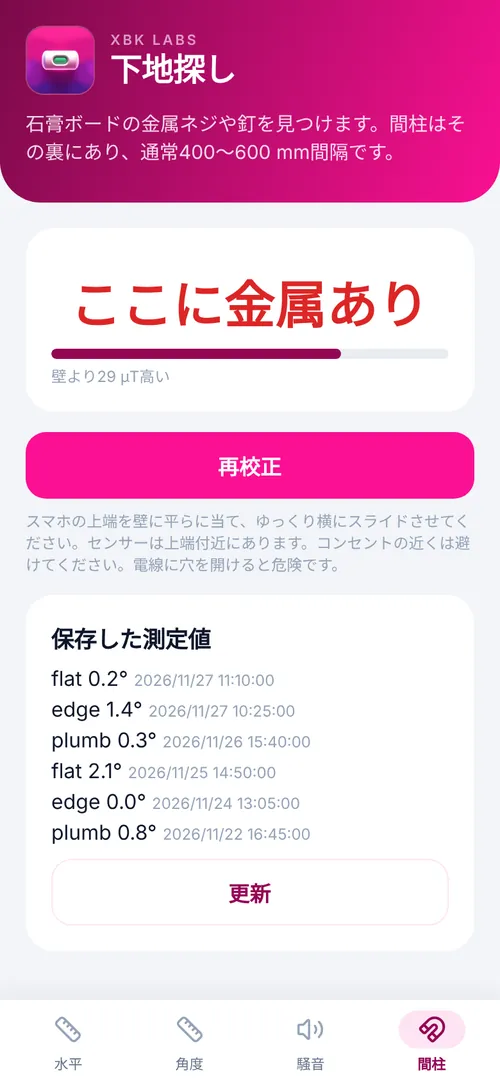 XBK LABS
下地探し
石膏ボードの金属ネジや釘を見つけます。間柱はそ
の裏にあり、通常400〜600 mm間隔です。
ここに金属あり
壁より29 µT高い
再校正
スマホの上端を壁に平らに当て、ゆっくり横にスライドさせてく
ださい。センサーは上端付近にあります。コンセントの近くは避
けてください。電線に穴を開けると危険です。
保存した測定値
flat 0.2° 2026/11/27 11:10:00
edge 1.4° 2026/11/27 10:25:00
plumb 0.3° 2026/11/26 15:40:00
flat 2.1° 2026/11/25 14:50:00
edge 0.0° 2026/11/24 13:05:00
plumb 0.8° 2026/11/22 16:45:00
更新
水平
角度
騒音
間柱